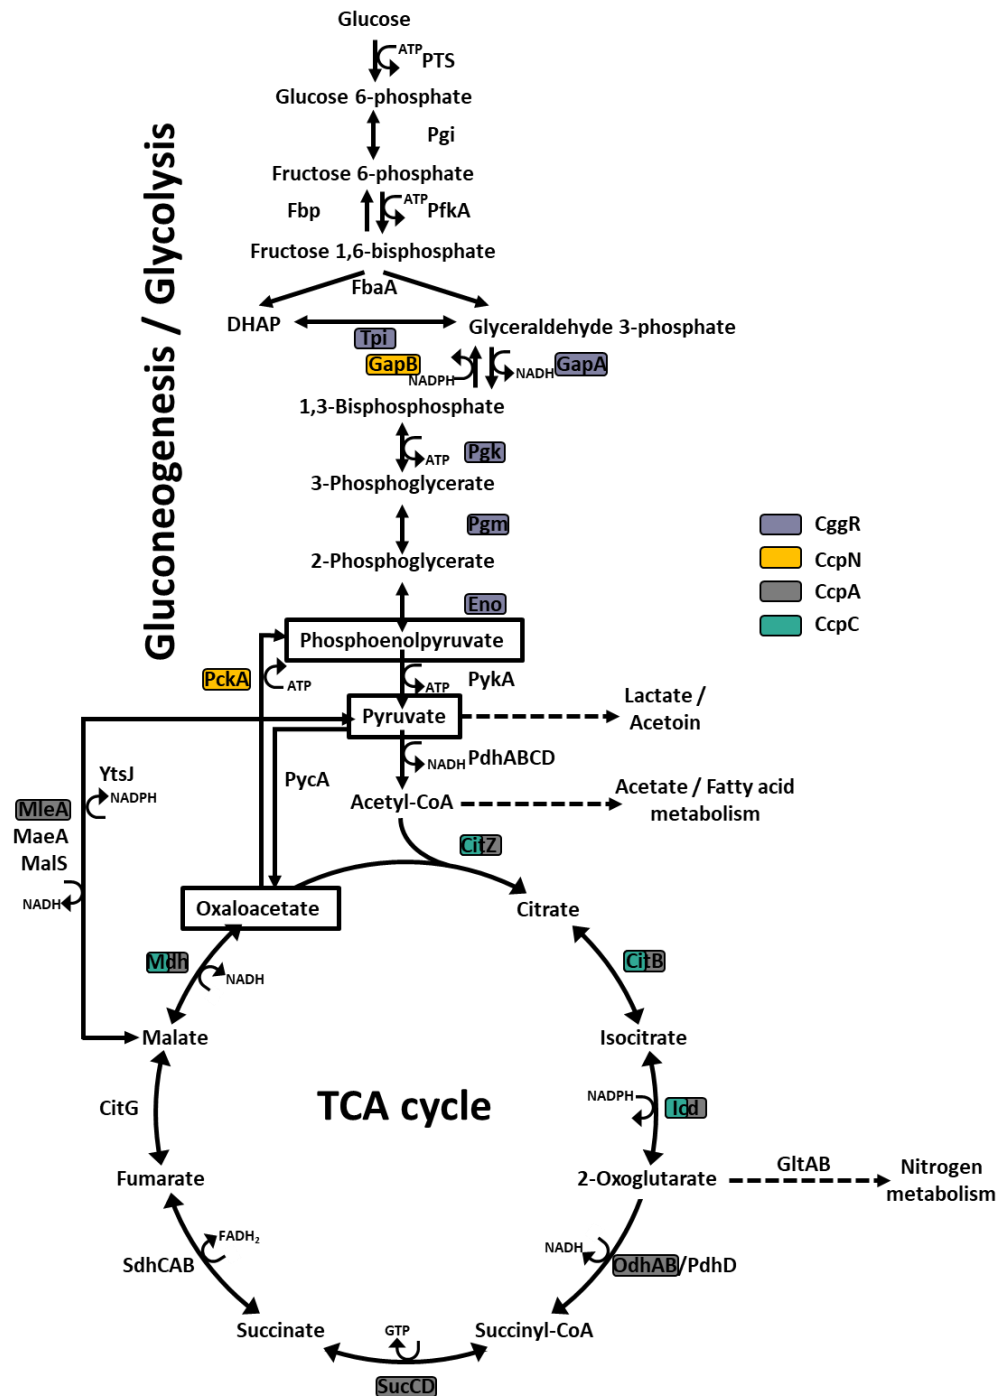 Glucose
ATP
PTS
Glucose 6-phosphate
Pgi
Fructose 6-phosphate
Fbp
ATP
PfkA
Fructose 1,6-bisphosphate
FbaA
DHAP
Glyceraldehyde 3-phosphate
Tpi
GapB
NADPH
NADH
GapA
1,3-Bisphosphosphate
ATP
Pgk
3-Phosphoglycerate
Pgm
2-Phosphoglycerate
Eno
Phosphoenolpyruvate
PckA
ATP
ATP
PykA
Pyruvate
Lactate /
Acetoin
PycA
NADH
PdhABCD
Acetyl-CoA
Acetate / Fatty acid
metabolism
YtsJ
NADPH
MleA
MaeA
MalS
NADH
CitZ
Oxaloacetate
Citrate
Mdh
NADH
CitB
Malate
Isocitrate
CitG
TCA cycle
NADPH
Icd
Fumarate
2-Oxoglutarate
GltAB
Nitrogen
metabolism
SdhCAB
FADH₂
NADH
OdhAB/PdhD
Succinate
GTP
Succinyl-CoA
SucCD
Gluconeogenesis / Glycolysis
CggR
CcpN
CcpA
CcpC